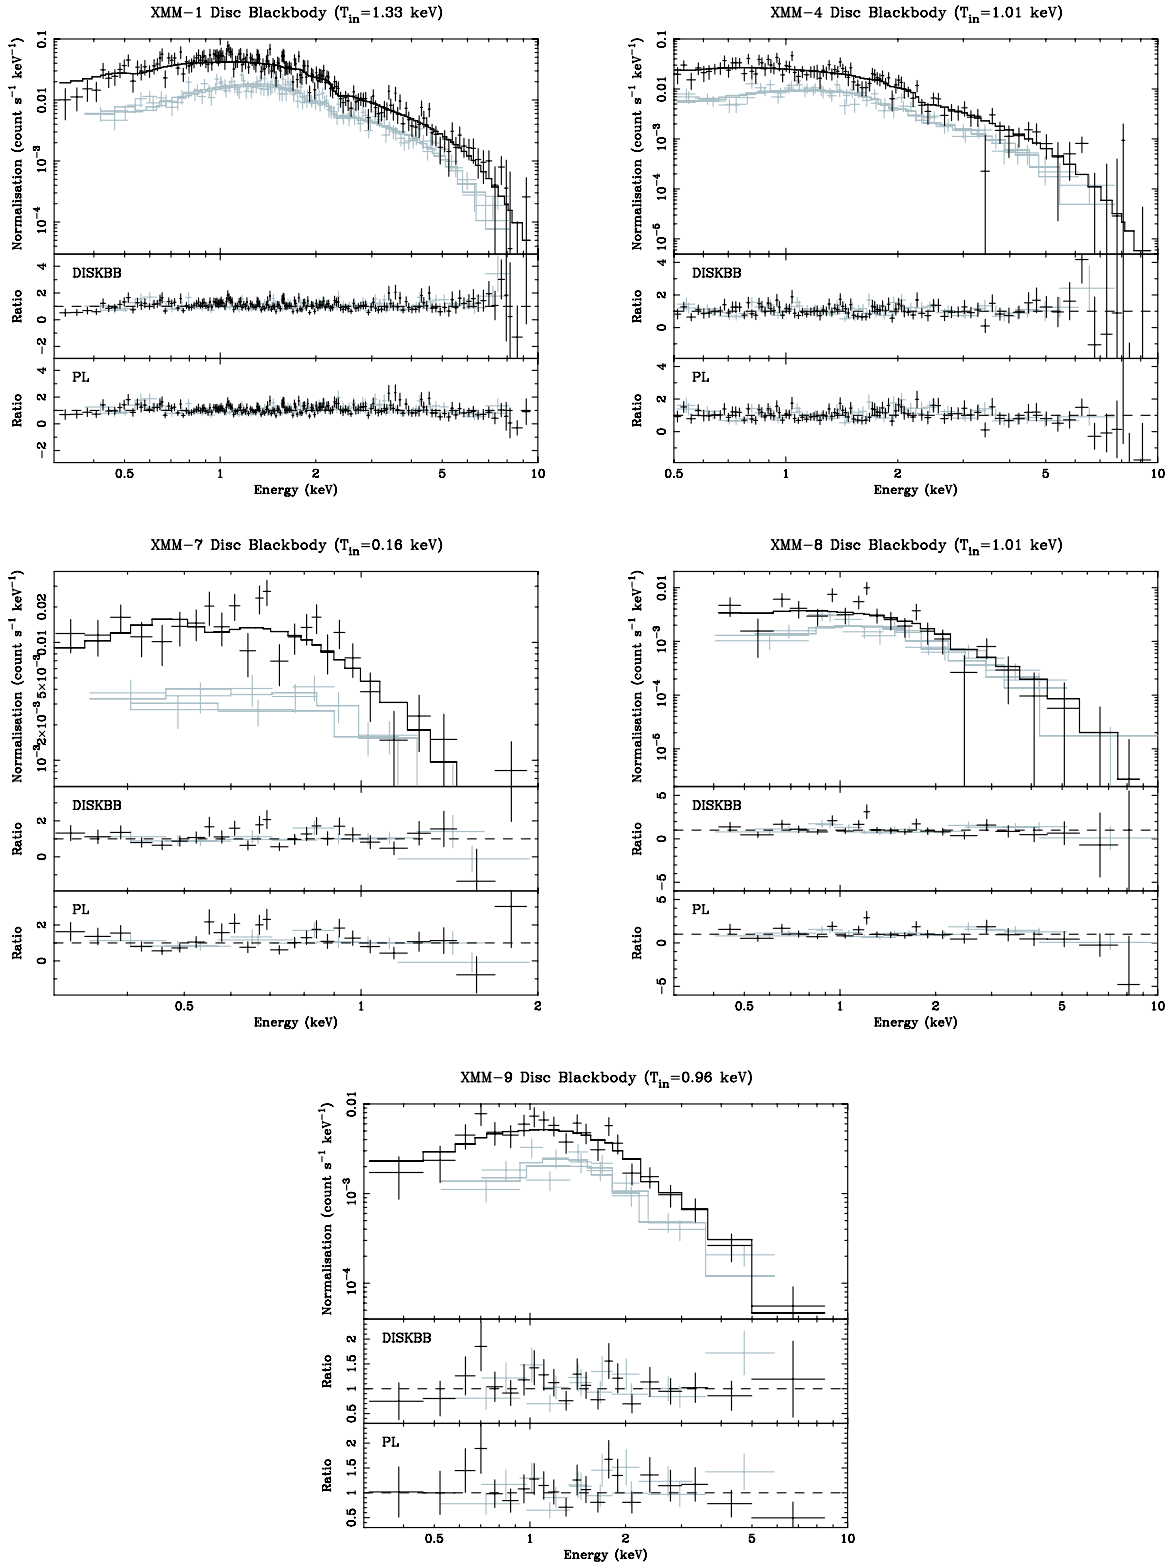 XMM-1 Disc Blackbody (T_in=1.33 keV)
Normalisation (count s⁻¹ keV⁻¹)
0.1
0.01
10⁻³
10⁻⁴
DISKBB
Ratio
4
2
0
-2
PL
Ratio
4
2
0
-2
0.5 1 2 5 10
Energy (keV)
XMM-4 Disc Blackbody (T_in=1.01 keV)
Normalisation (count s⁻¹ keV⁻¹)
0.1
0.01
10⁻³
10⁻⁴
10⁻⁵
DISKBB
Ratio
4
2
0
PL
Ratio
4
2
0
0.5 1 2 5 10
Energy (keV)
XMM-7 Disc Blackbody (T_in=0.16 keV)
Normalisation (count s⁻¹ keV⁻¹)
0.02
0.01
5×10⁻³
2×10⁻³
10⁻³
DISKBB
Ratio
2
0
PL
Ratio
2
0
0.5 1 2
Energy (keV)
XMM-8 Disc Blackbody (T_in=1.01 keV)
Normalisation (count s⁻¹ keV⁻¹)
0.01
10⁻³
10⁻⁴
10⁻⁵
DISKBB
Ratio
5
0
-5
PL
Ratio
5
0
-5
0.5 1 2 5 10
Energy (keV)
XMM-9 Disc Blackbody (T_in=0.96 keV)
Normalisation (count s⁻¹ keV⁻¹)
0.01
10⁻³
10⁻⁴
DISKBB
Ratio
2
1.5
1
0.5
PL
Ratio
2
1.5
1
0.5
0.5 1 2 5 10
Energy (keV)